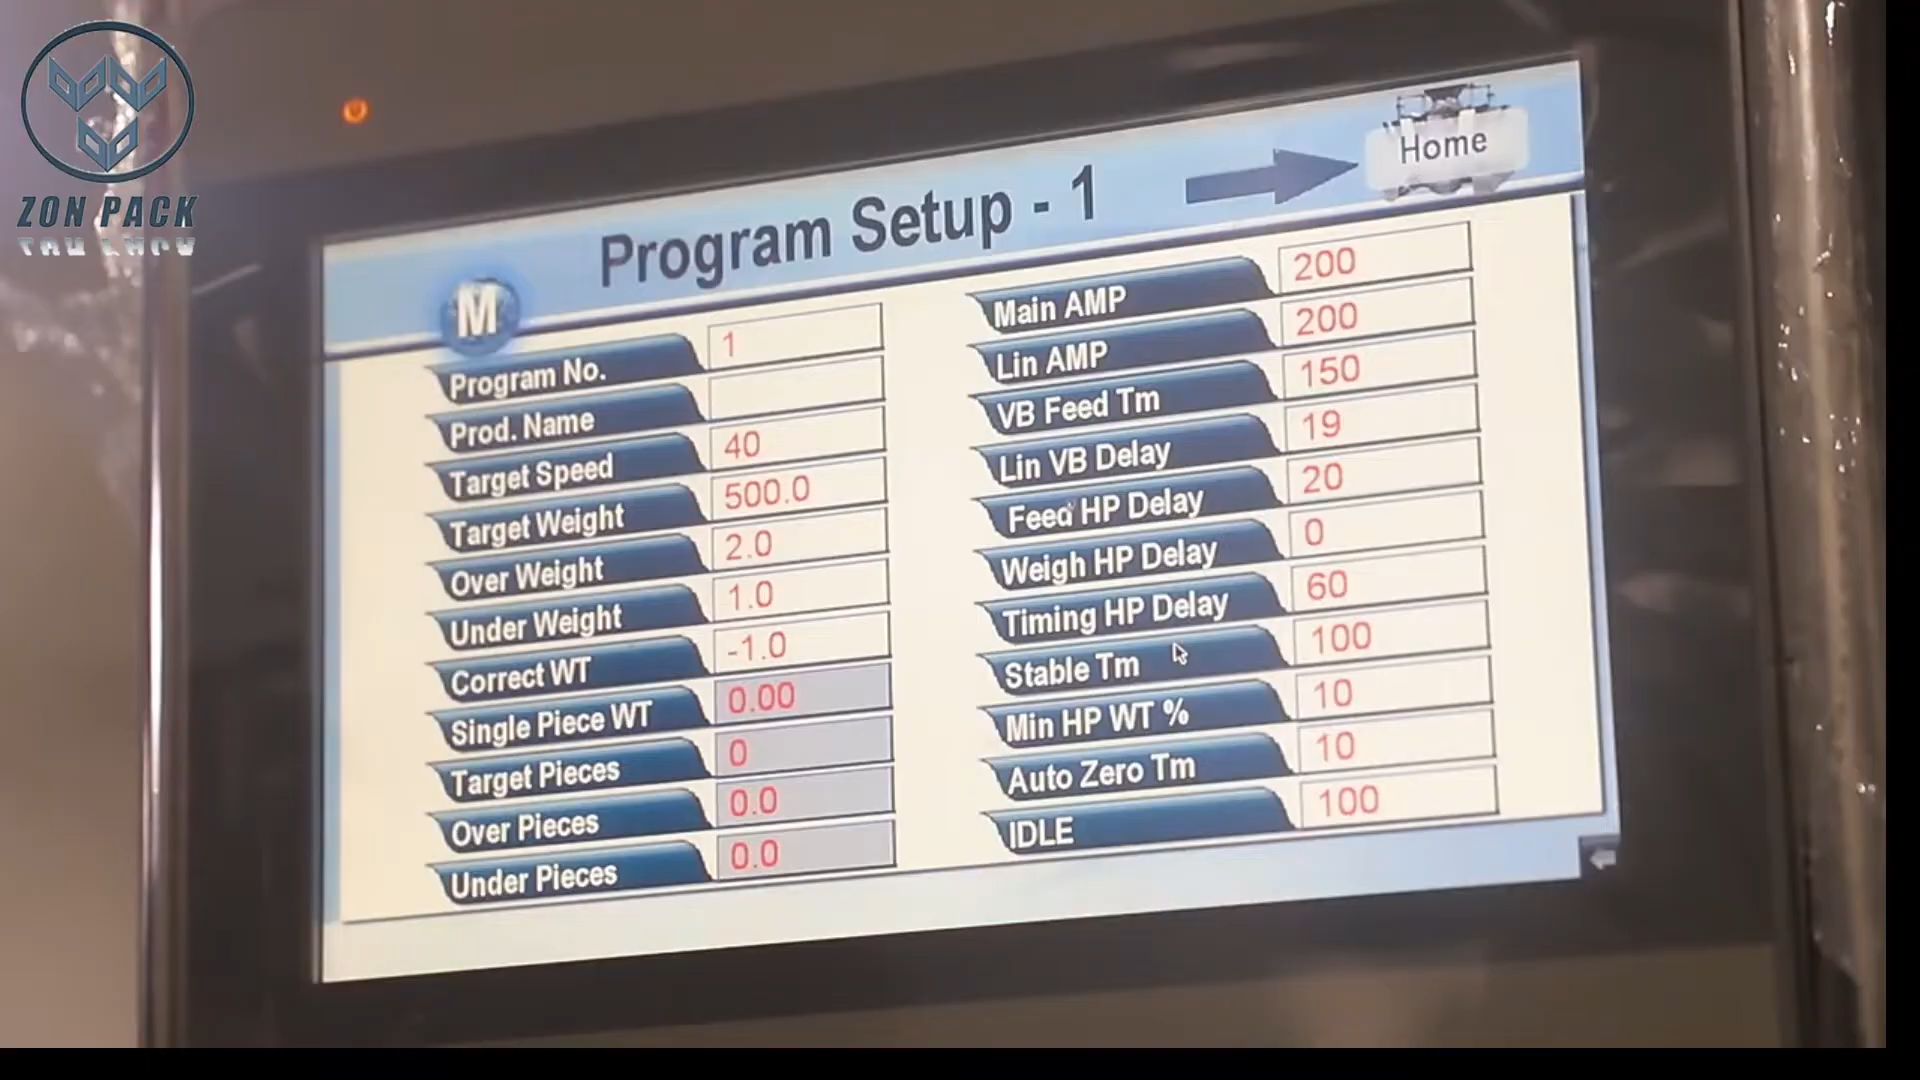 ZON PACK
Home
Program Setup - 1
M
Program No. 1
Prod. Name
Target Speed 40
Target Weight 500.0
Over Weight 2.0
Under Weight 1.0
Correct WT -1.0
Single Piece WT 0.00
Target Pieces 0
Over Pieces 0.0
Under Pieces 0.0
Main AMP 200
Lin AMP 200
VB Feed Tm 150
Lin VB Delay 19
Feed HP Delay 20
Weigh HP Delay 0
Timing HP Delay 60
Stable Tm 100
Min HP WT % 10
Auto Zero Tm 10
IDLE 100